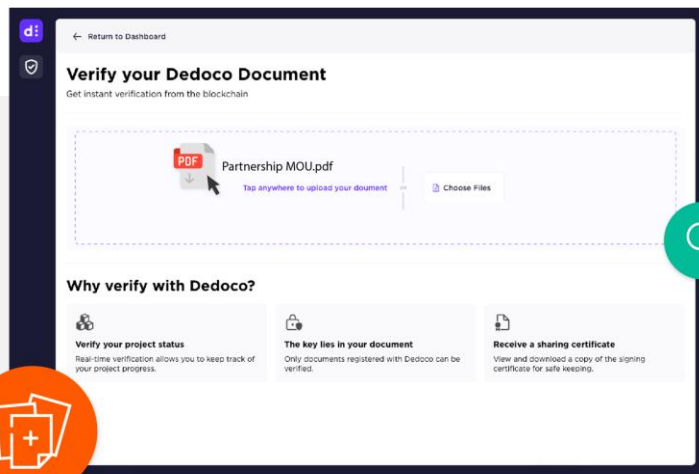 d:
← Return to Dashboard
Verify your Dedoco Document
Get instant verification from the blockchain
PDF
Partnership MOU.pdf
Tap anywhere to upload your doument
or
Choose Files
Why verify with Dedoco?
Verify your project status
Real-time verification allows you to keep track of
your project progress.
The key lies in your document
Only documents registered with Dedoco can be
verified.
Receive a sharing certificate
View and download a copy of the signing
certificate for safe keeping.